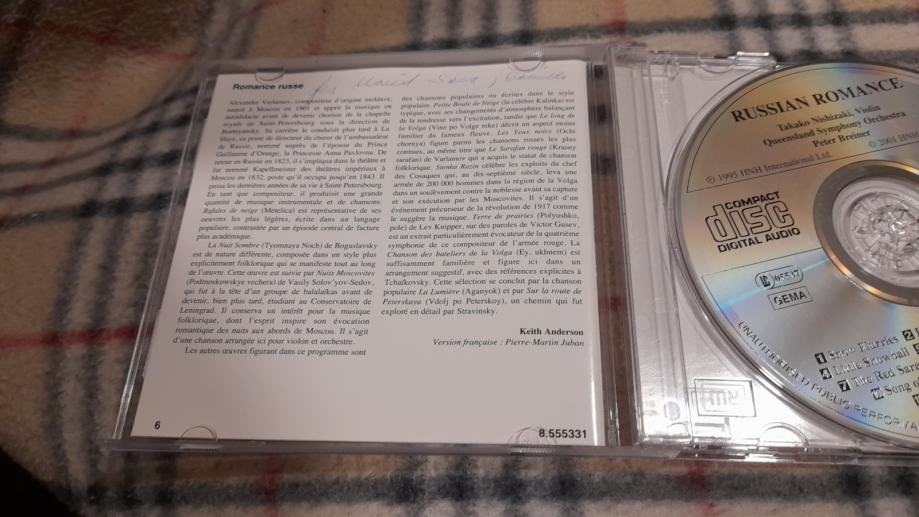 Romance russe
Alexander Varlamov, compositeur d'origine moldave,
naquit à Moscou en 1801 et apprit la musique en
autodidacte avant de devenir choriste de la chapelle
royale de Saint-Petersbourg sous la direction de
Bortnyansky. Sa carrière le conduisit plus tard à La
Haye, au poste de directeur du chœur de l'ambassadeur
de Russie, nommé auprès de l'épouse du Prince
Guillaume d'Orange, la Princesse Anna Pavlovna. De
retour en Russie en 1823, il s'impliqua dans le théâtre et
fut nommé Kapellmeister des théâtres impériaux à
Moscou en 1832, poste qu'il occupa jusqu'en 1843. Il
passa les dernières années de sa vie à Saint-Petersbourg.
En tant que compositeur, il produisit une grande
quantité de musique instrumentale et de chansons.
Rafales de neige (Metelica) est représentative de ses
oeuvres les plus légères, écrite dans un langage
populaire, contrastée par un épisode central de facture
plus académique.
La Nuit Sombre (Tyomnaya Noch) de Boguslavsky
est de nature différente, composée dans un style plus
explicitement folklorique qui se manifeste tout au long
de l'œuvre. Cette œuvre est suivie par Nuits Moscovites
(Podmoskowskye vechera) de Vasily Solov'yov-Sedov,
qui fut à la tête d'un groupe de balalaïkas avant de
devenir, bien plus tard, étudiant au Conservatoire de
Leningrad. Il conserva un intérêt pour la musique
folklorique, dont l'esprit inspire son évocation
romantique des nuits aux abords de Moscou. Il s'agit
d'une chanson arrangée ici pour violon et orchestre.
Les autres œuvres figurant dans ce programme sont
6
des chansons populaires ou écrites dans le style
populaire. Petite Boule de Neige (la célèbre Kalinka) est
typique, avec ses changements d'atmosphère balançant
de la tendresse vers l'excitation, tandis que Le long de
la Volga (Vniz po Volge reke) décrit un aspect moins
familier du fameux fleuve. Les Yeux noirs (Ochi
chornya) figure parmi les chansons russes les plus
connues, au même titre que Le Sarafan rouge (Krasny
sarafan) de Varlamov qui a acquis le statut de chanson
folklorique. Stenka Razin célèbre les exploits du chef
des Cosaques qui, au dix-septième siècle, leva une
armée de 200 000 hommes dans la région de la Volga
dans un soulèvement contre la noblesse avant sa capture
et son exécution par les Moscovites. Il s'agit d'un
événement précurseur de la révolution de 1917 comme
le suggère la musique. Terre de prairies (Polyushko,
pole) de Lev Knipper, sur des paroles de Victor Gusev,
est un extrait particulièrement évocateur de la quatrième
symphonie de ce compositeur de l'armée rouge. La
Chanson des bateliers de la Volga (Ey, ukhnem) est
suffisamment familière et figure ici dans un
arrangement suggestif, avec des références explicites à
Tchaïkovsky. Cette sélection se conclut par la chanson
populaire La Lumière (Aganyok) et par Sur la route de
Peterskaya (Vdolj po Peterskoy), un chemin qui fut
exploré en détail par Stravinsky.
Keith Anderson
Version française : Pierre-Martin Juban
8.555331
RUSSIAN ROMANCE
Takako Nishizaki, Violin
Queensland Symphony Orchestra
Peter Breiner
℗ 1995 HNH International Ltd.
© 2001 HNH
COMPACT
disc
DIGITAL AUDIO
GEMA
1 Snow Flurries 2
4 Little Snowball
7 The Red Sara
10 Song of
UNAUTHORISED PUBLIC PERFORMA